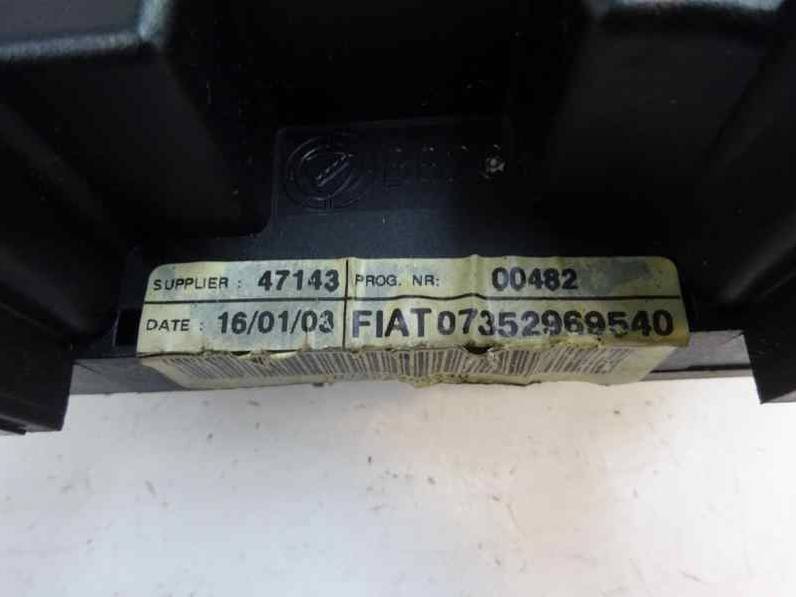 SUPPLIER : 47143 PROG. NR: 00482
DATE : 16/01/03 FIAT 07352969540